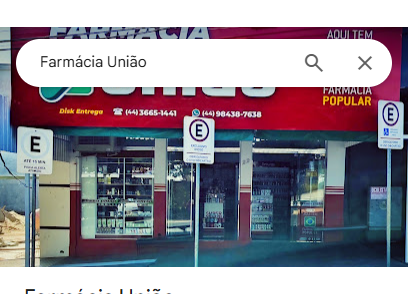 FARMÁCIA
AQUI TEM
Farmácia União
União
FARMÁCIA
POPULAR
Disk Entrega (44) 3665-1441 (44) 98438-7638
E
ATÉ 15 MIN
E
E
Farmácia União